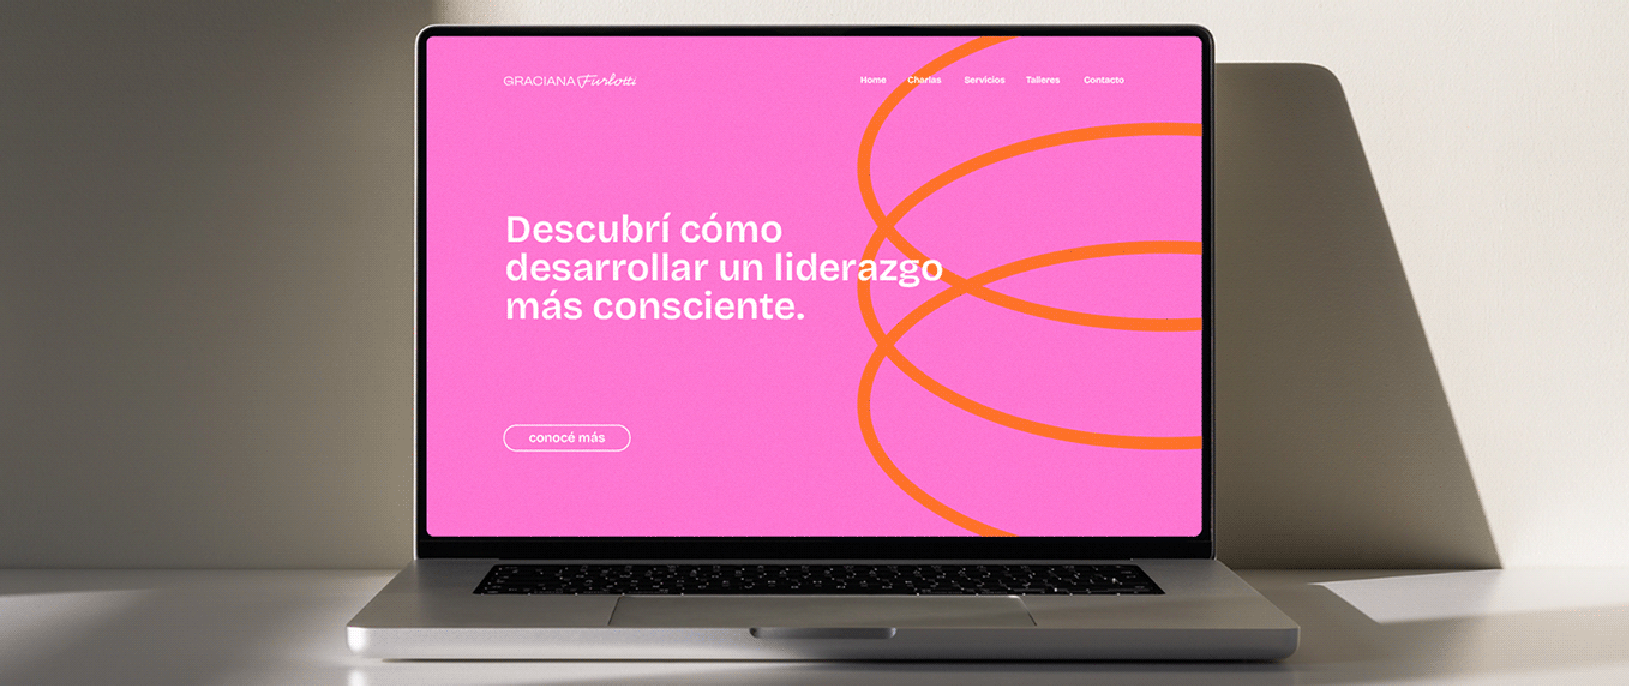 GRACIANA Furlotti
Home Charlas Servicios Talleres Contacto
Descubrí cómo
desarrollar un liderazgo
más consciente.
conocé más